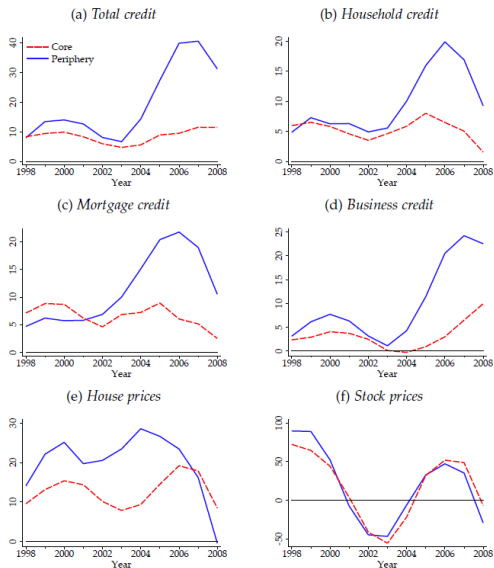 (a) Total credit
40
30
20
10
0
Core
Periphery
1998 2000 2002 2004 2006 2008
Year
(b) Household credit
20
15
10
5
0
1998 2000 2002 2004 2006 2008
Year
(c) Mortgage credit
20
15
10
5
0
1998 2000 2002 2004 2006 2008
Year
(d) Business credit
25
20
15
10
5
0
1998 2000 2002 2004 2006 2008
Year
(e) House prices
30
20
10
0
1998 2000 2002 2004 2006 2008
Year
(f) Stock prices
100
50
0
-50
1998 2000 2002 2004 2006 2008
Year